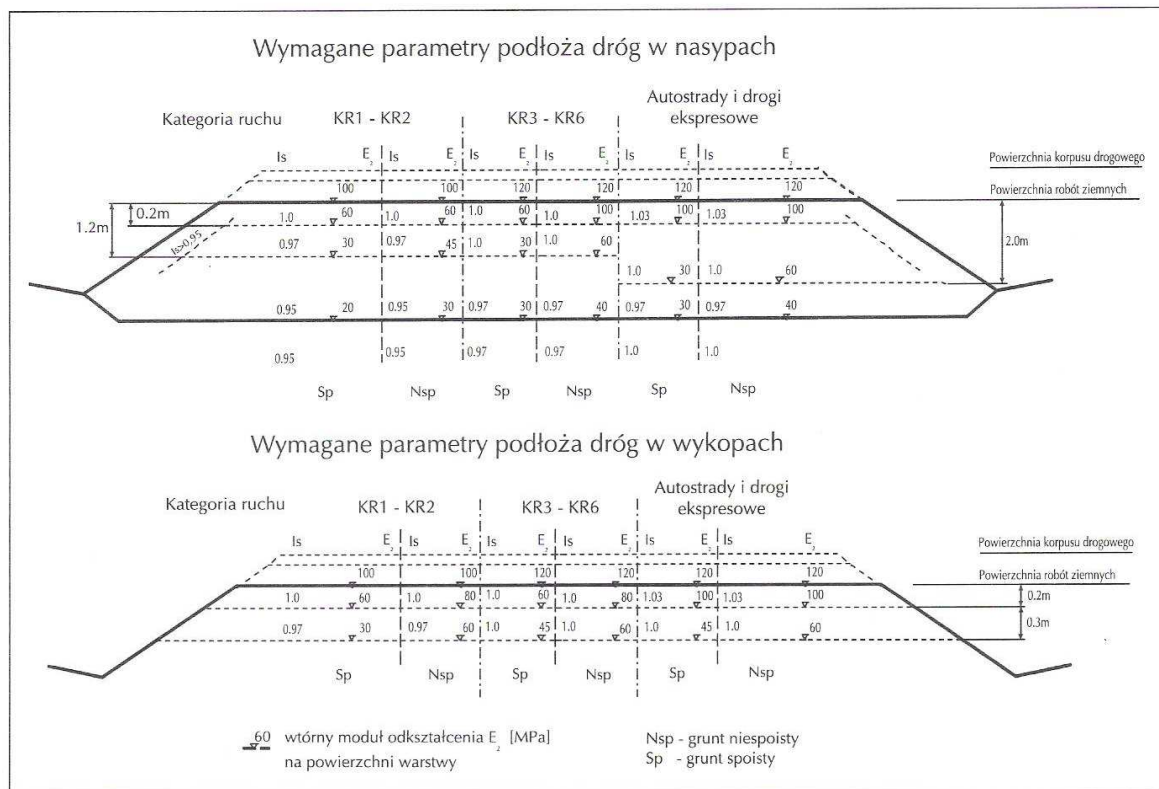 Wymagane parametry podłoża dróg w nasypach
Autostrady i drogi
Kategoria ruchu KR1 - KR2 KR3 - KR6 ekspresowe
Is E₂ Is E₂ Is E₂ Is E₂ Is E₂ Is E₂
Powierzchnia korpusu drogowego
100 100 120 120 120 120
Powierzchnia robót ziemnych
0.2m 1.0 60 1.0 60 1.0 60 1.0 100 1.03 100 1.03 100
1.2m
Is>0,95
0.97 30 0.97 45 1.0 30 1.0 60
2.0m
1.0 30 1.0 60
0.95 20 0.95 30 0.97 30 0.97 40 0.97 30 0.97 40
0.95 0.95 0.97 0.97 1.0 1.0
Sp Nsp Sp Nsp Sp Nsp
Wymagane parametry podłoża dróg w wykopach
Autostrady i drogi
Kategoria ruchu KR1 - KR2 KR3 - KR6 ekspresowe
Is E₂ Is E₂ Is E₂ Is E₂ Is E₂ Is E₂
Powierzchnia korpusu drogowego
100 100 120 120 120 120
Powierzchnia robót ziemnych
1.0 60 1.0 80 1.0 60 1.0 80 1.03 100 1.03 100 0.2m
0.97 30 0.97 60 1.0 45 1.0 60 1.0 45 1.0 60 0.3m
Sp Nsp Sp Nsp Sp Nsp
60 wtórny moduł odkształcenia E₂ [MPa]
na powierzchni warstwy
Nsp - grunt niespoisty
Sp - grunt spoisty